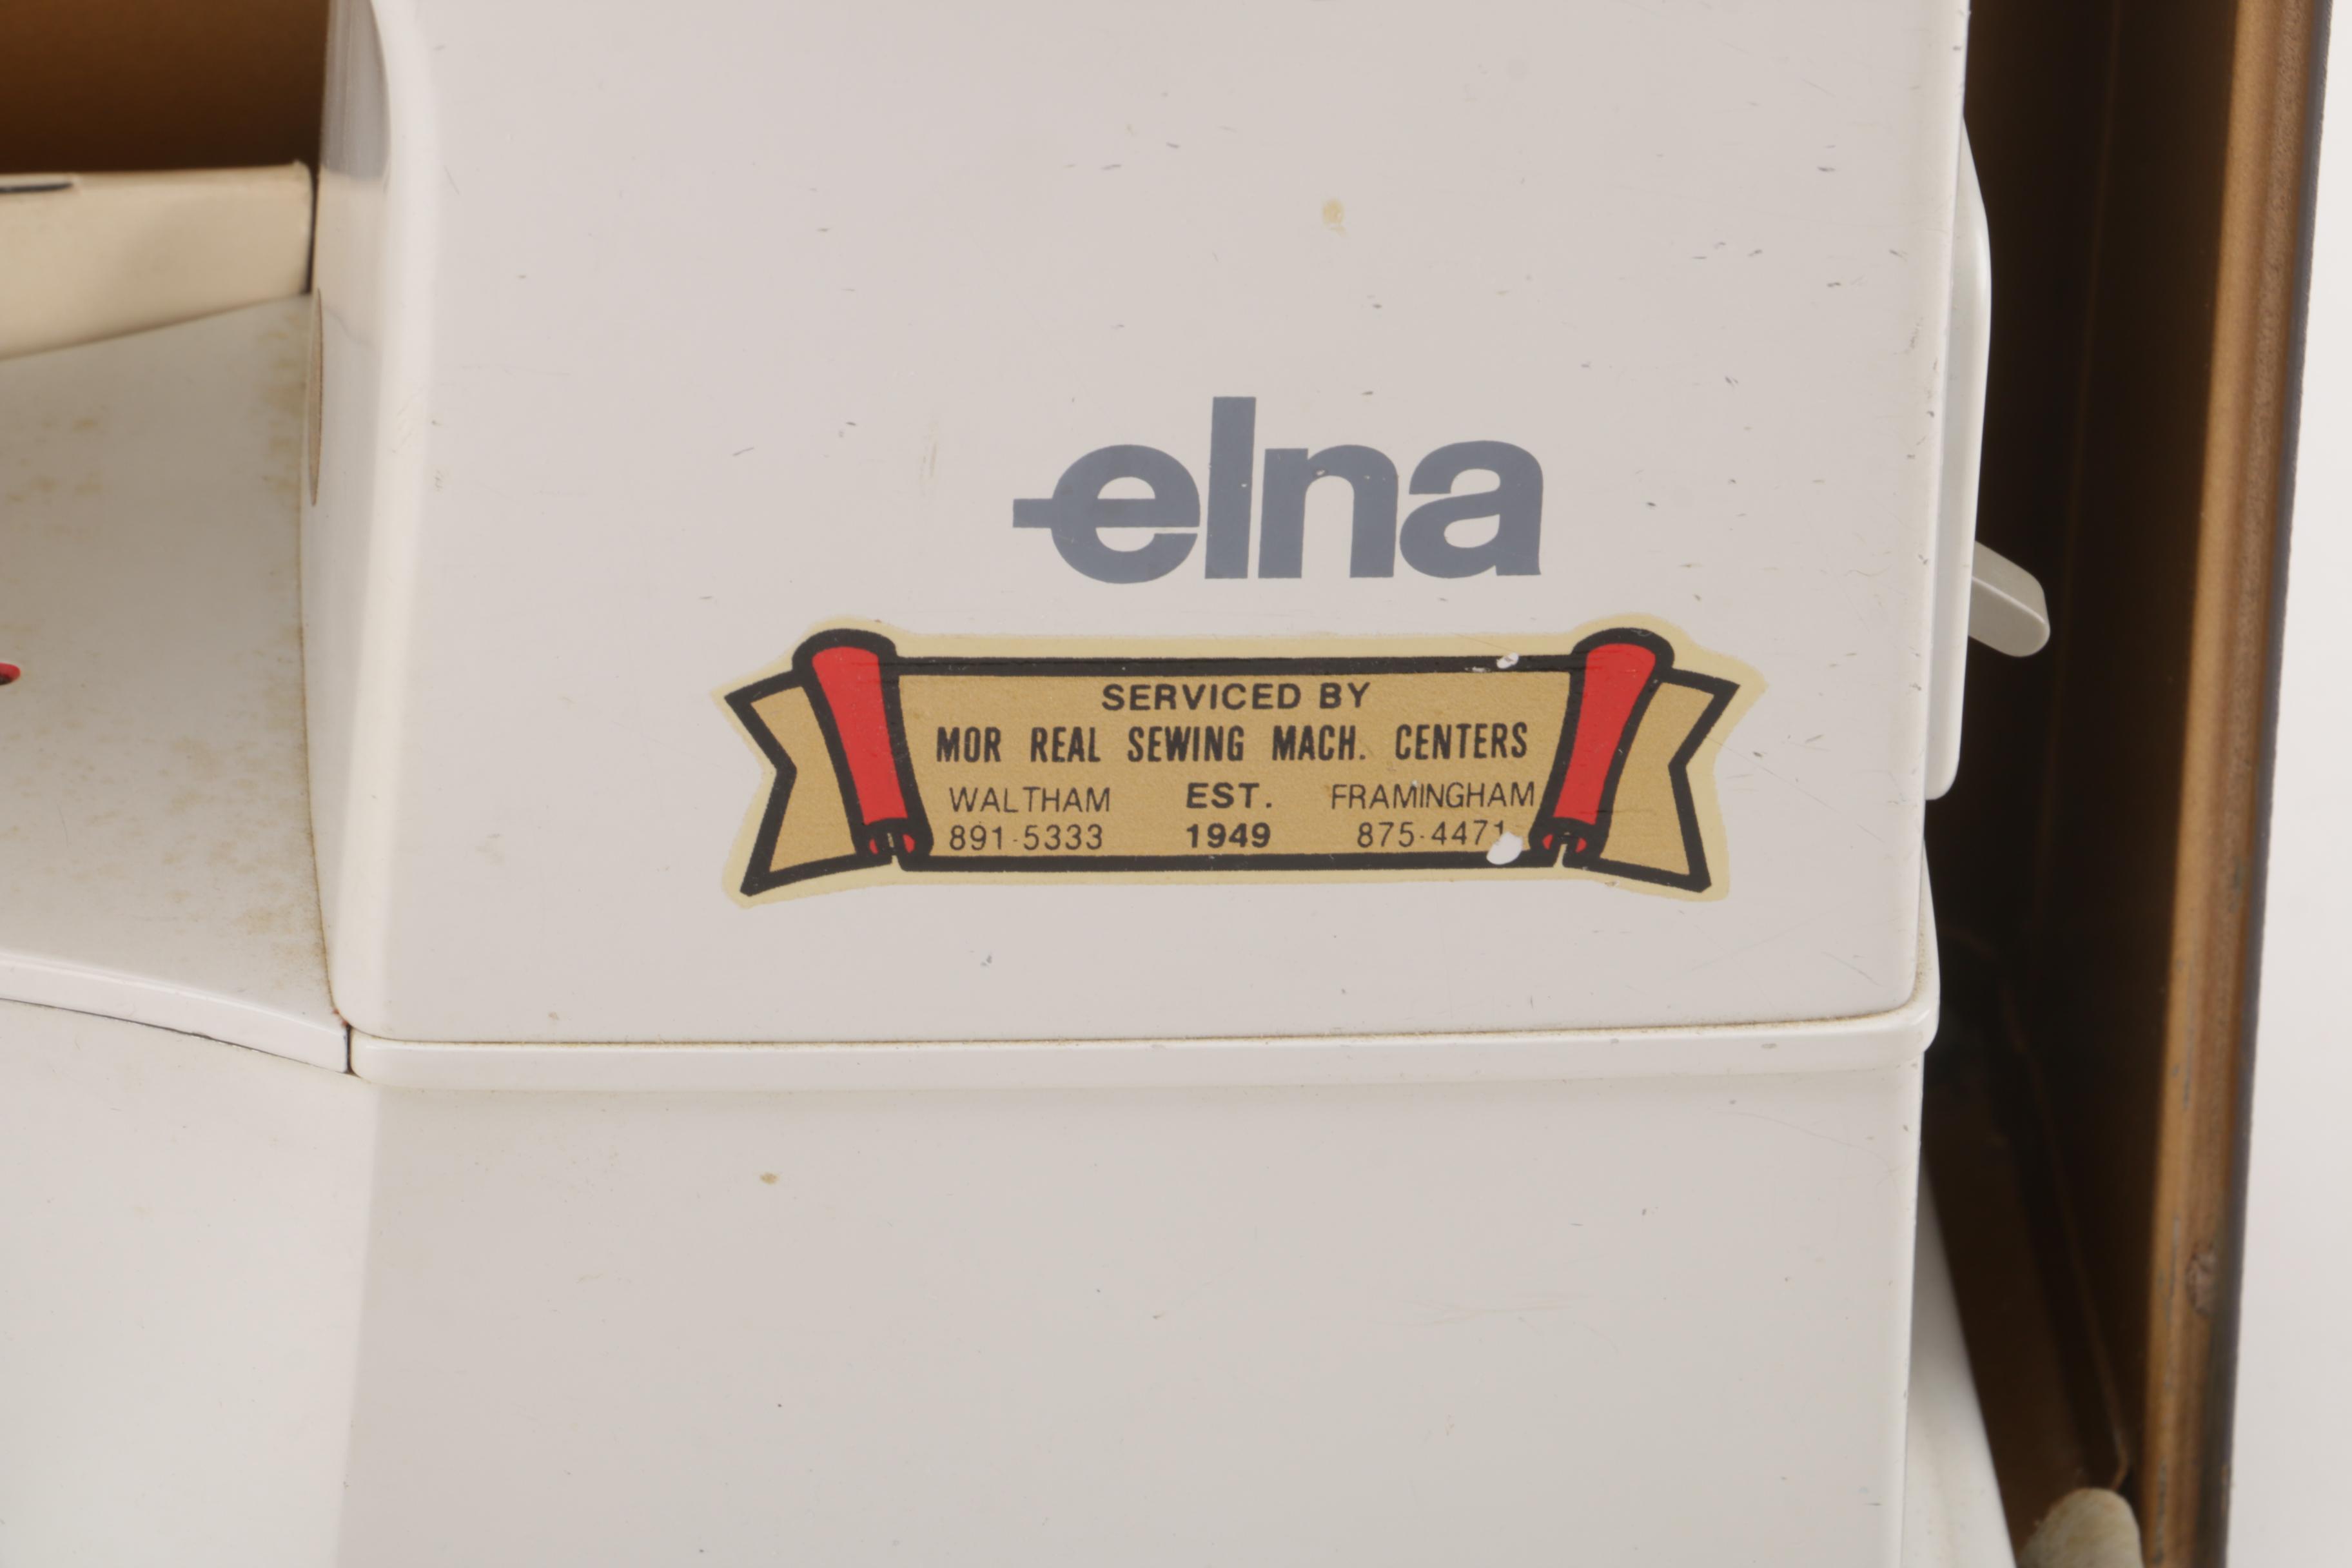 elna
SERVICED BY
MOR REAL SEWING MACH. CENTERS
WALTHAM EST. FRAMINGHAM
891-5333 1949 875-4471